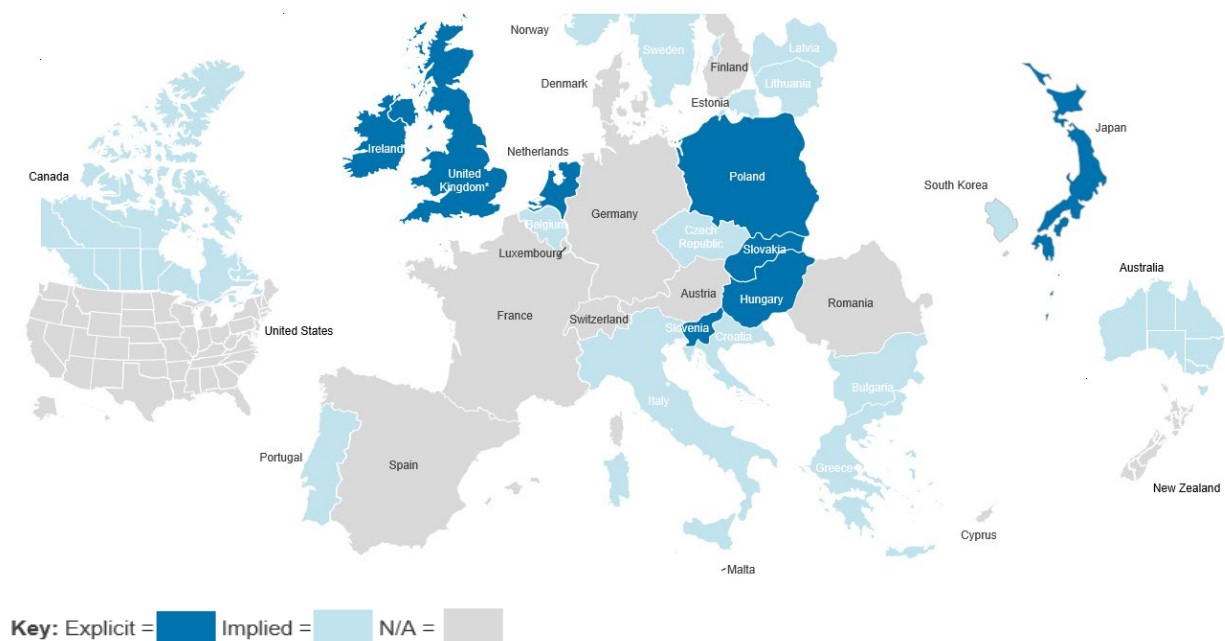 Norway
Sweden
Latvia
Finland
Lithuania
Denmark
Estonia
Japan
Ireland
Netherlands
Canada
United
Kingdom*
Poland
South Korea
Germany
Belgium
Czech
Republic
Luxembourg
Slovakia
Australia
Austria
Hungary
Romania
France
Switzerland
United States
Slovenia
Croatia
Bulgaria
Italy
Portugal
Spain
Greece
New Zealand
Cyprus
Malta
Key: Explicit = Implied = N/A =